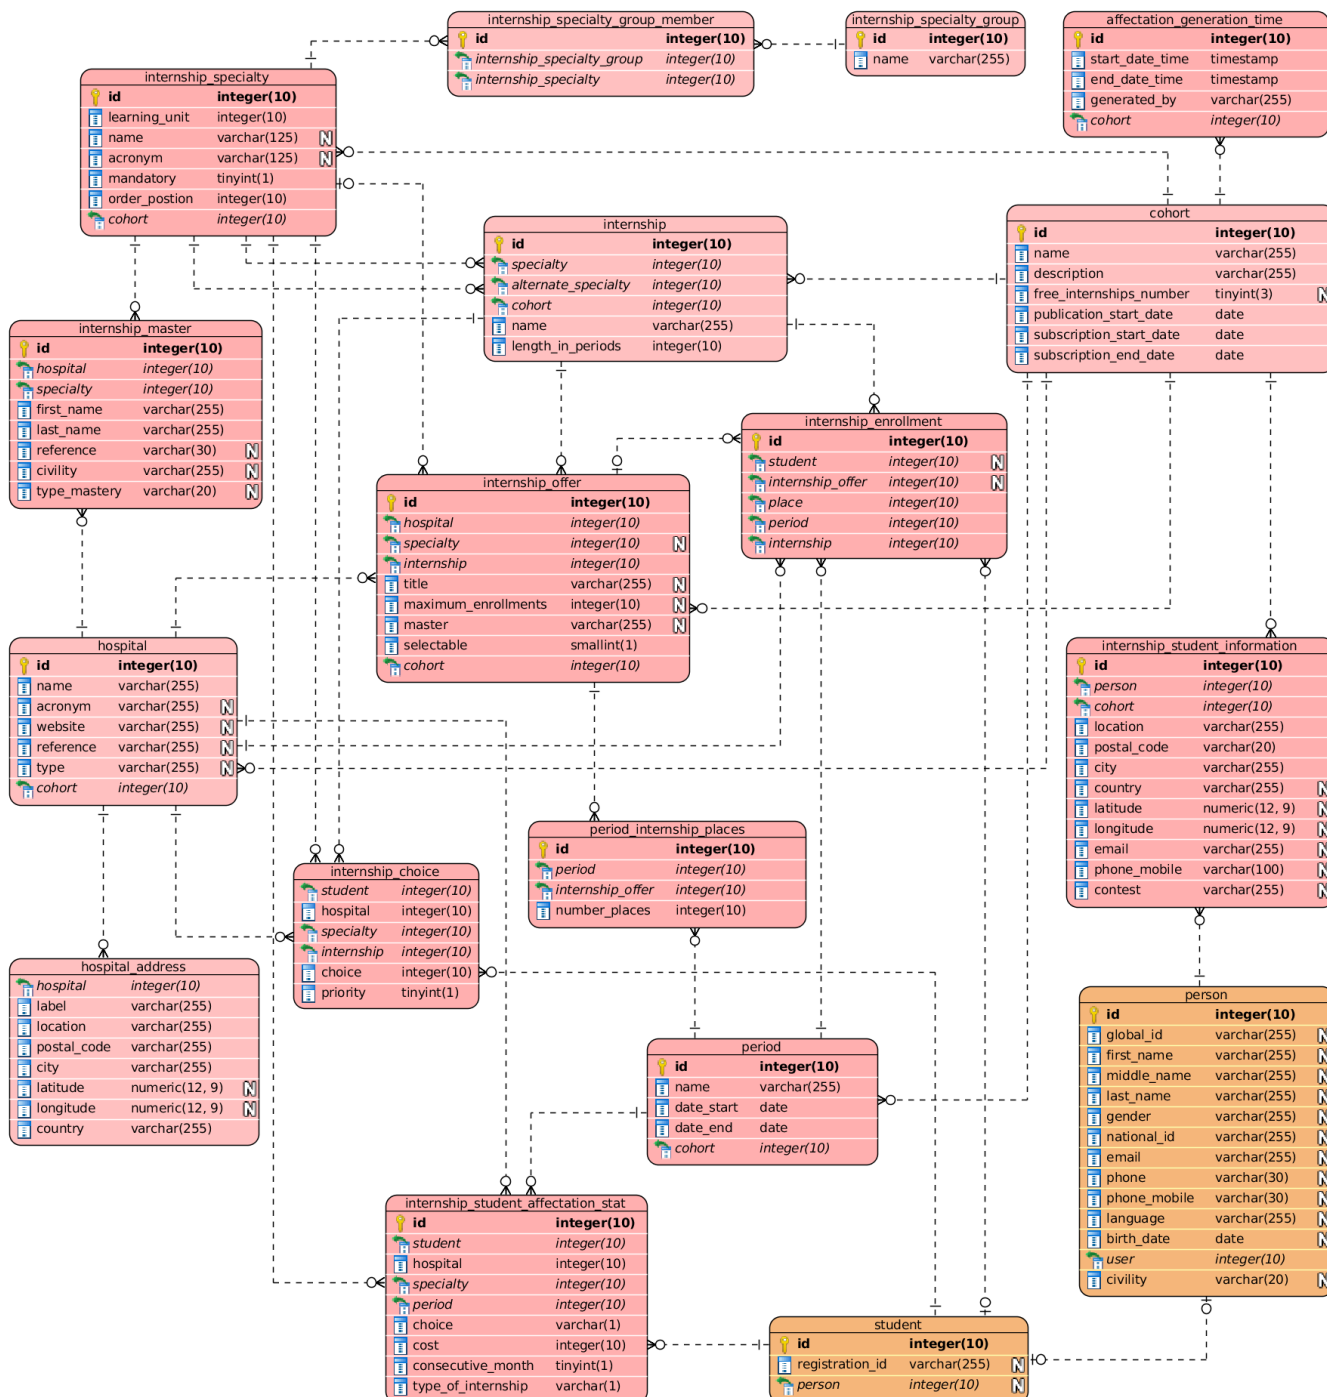 internship_specialty_group_member
id integer(10)
internship_specialty_group integer(10)
internship_specialty integer(10)
internship_specialty_group
id integer(10)
name varchar(255)
affectation_generation_time
id integer(10)
start_date_time timestamp
end_date_time timestamp
generated_by varchar(255)
cohort integer(10)
internship_specialty
id integer(10)
learning_unit integer(10)
name varchar(125) N
acronym varchar(125) N
mandatory tinyint(1)
order_postion integer(10)
cohort integer(10)
internship
id integer(10)
specialty integer(10)
alternate_specialty integer(10)
cohort integer(10)
name varchar(255)
length_in_periods integer(10)
cohort
id integer(10)
name varchar(255)
description varchar(255)
free_internships_number tinyint(3) N
publication_start_date date
subscription_start_date date
subscription_end_date date
internship_master
id integer(10)
hospital integer(10)
specialty integer(10)
first_name varchar(255)
last_name varchar(255)
reference varchar(30) N
civility varchar(255) N
type_mastery varchar(20) N
internship_enrollment
id integer(10)
student integer(10) N
internship_offer integer(10) N
place integer(10)
period integer(10)
internship integer(10)
internship_offer
id integer(10)
hospital integer(10)
specialty integer(10) N
internship integer(10)
title varchar(255) N
maximum_enrollments integer(10) N
master varchar(255) N
selectable smallint(1)
cohort integer(10)
hospital
id integer(10)
name varchar(255)
acronym varchar(255) N
website varchar(255) N
reference varchar(255) N
type varchar(255) N
cohort integer(10)
internship_student_information
id integer(10)
person integer(10)
cohort integer(10)
location varchar(255)
postal_code varchar(20)
city varchar(255)
country varchar(255) N
latitude numeric(12, 9) N
longitude numeric(12, 9) N
email varchar(255) N
phone_mobile varchar(100) N
contest varchar(255) N
period_internship_places
id integer(10)
period integer(10)
internship_offer integer(10)
number_places integer(10)
internship_choice
student integer(10)
hospital integer(10)
specialty integer(10)
internship integer(10)
choice integer(10)
priority tinyint(1)
hospital_address
hospital integer(10)
label varchar(255)
location varchar(255)
postal_code varchar(255)
city varchar(255)
latitude numeric(12, 9) N
longitude numeric(12, 9) N
country varchar(255)
person
id integer(10)
global_id varchar(255) N
first_name varchar(255) N
middle_name varchar(255) N
last_name varchar(255) N
gender varchar(255) N
national_id varchar(255) N
email varchar(255) N
phone varchar(30) N
phone_mobile varchar(30) N
language varchar(255) N
birth_date date N
user integer(10)
civility varchar(20) N
period
id integer(10)
name varchar(255)
date_start date
date_end date
cohort integer(10)
internship_student_affectation_stat
id integer(10)
student integer(10)
hospital integer(10)
specialty integer(10)
period integer(10)
choice varchar(1)
cost integer(10)
consecutive_month tinyint(1)
type_of_internship varchar(1)
student
id integer(10)
registration_id varchar(255) N
person integer(10) N